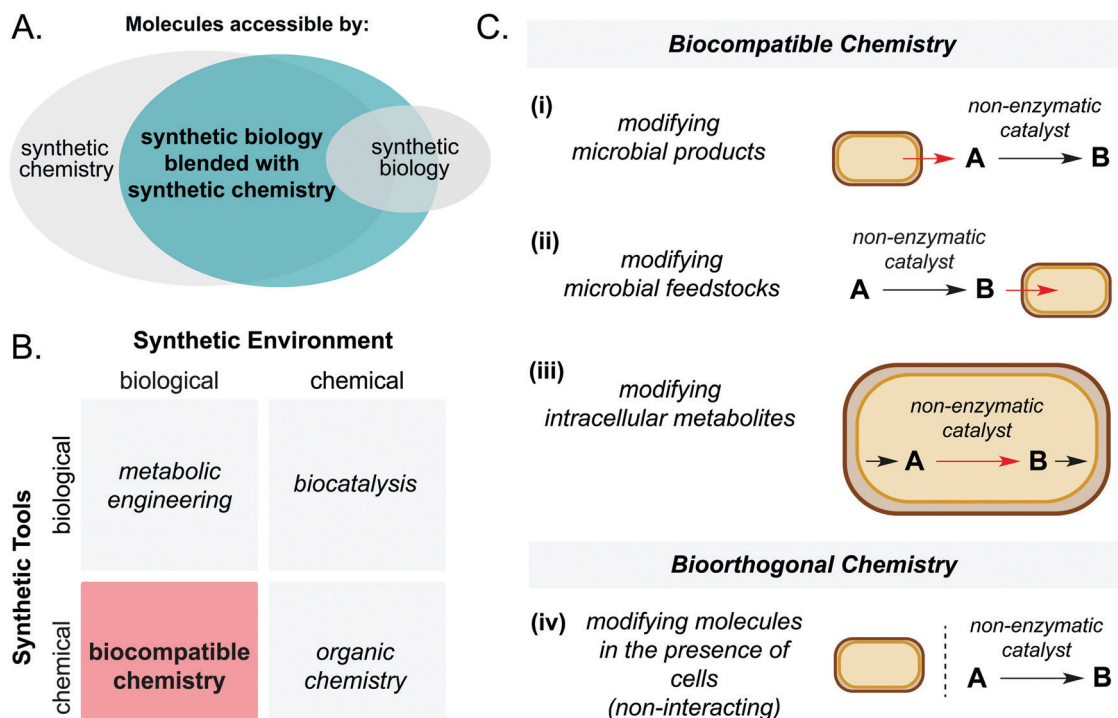 A.
Molecules accessible by:
synthetic
chemistry
synthetic biology
blended with
synthetic chemistry
synthetic
biology
B.
Synthetic Environment
biological
chemical
Synthetic Tools
biological
metabolic
engineering
biocatalysis
chemical
biocompatible
chemistry
organic
chemistry
C.
Biocompatible Chemistry
(i)
modifying
microbial products
non-enzymatic
catalyst
A
B
(ii)
modifying
microbial feedstocks
non-enzymatic
catalyst
A
B
(iii)
modifying
intracellular metabolites
non-enzymatic
catalyst
A
B
Bioorthogonal Chemistry
(iv)
modifying molecules
in the presence of
cells
(non-interacting)
non-enzymatic
catalyst
A
B